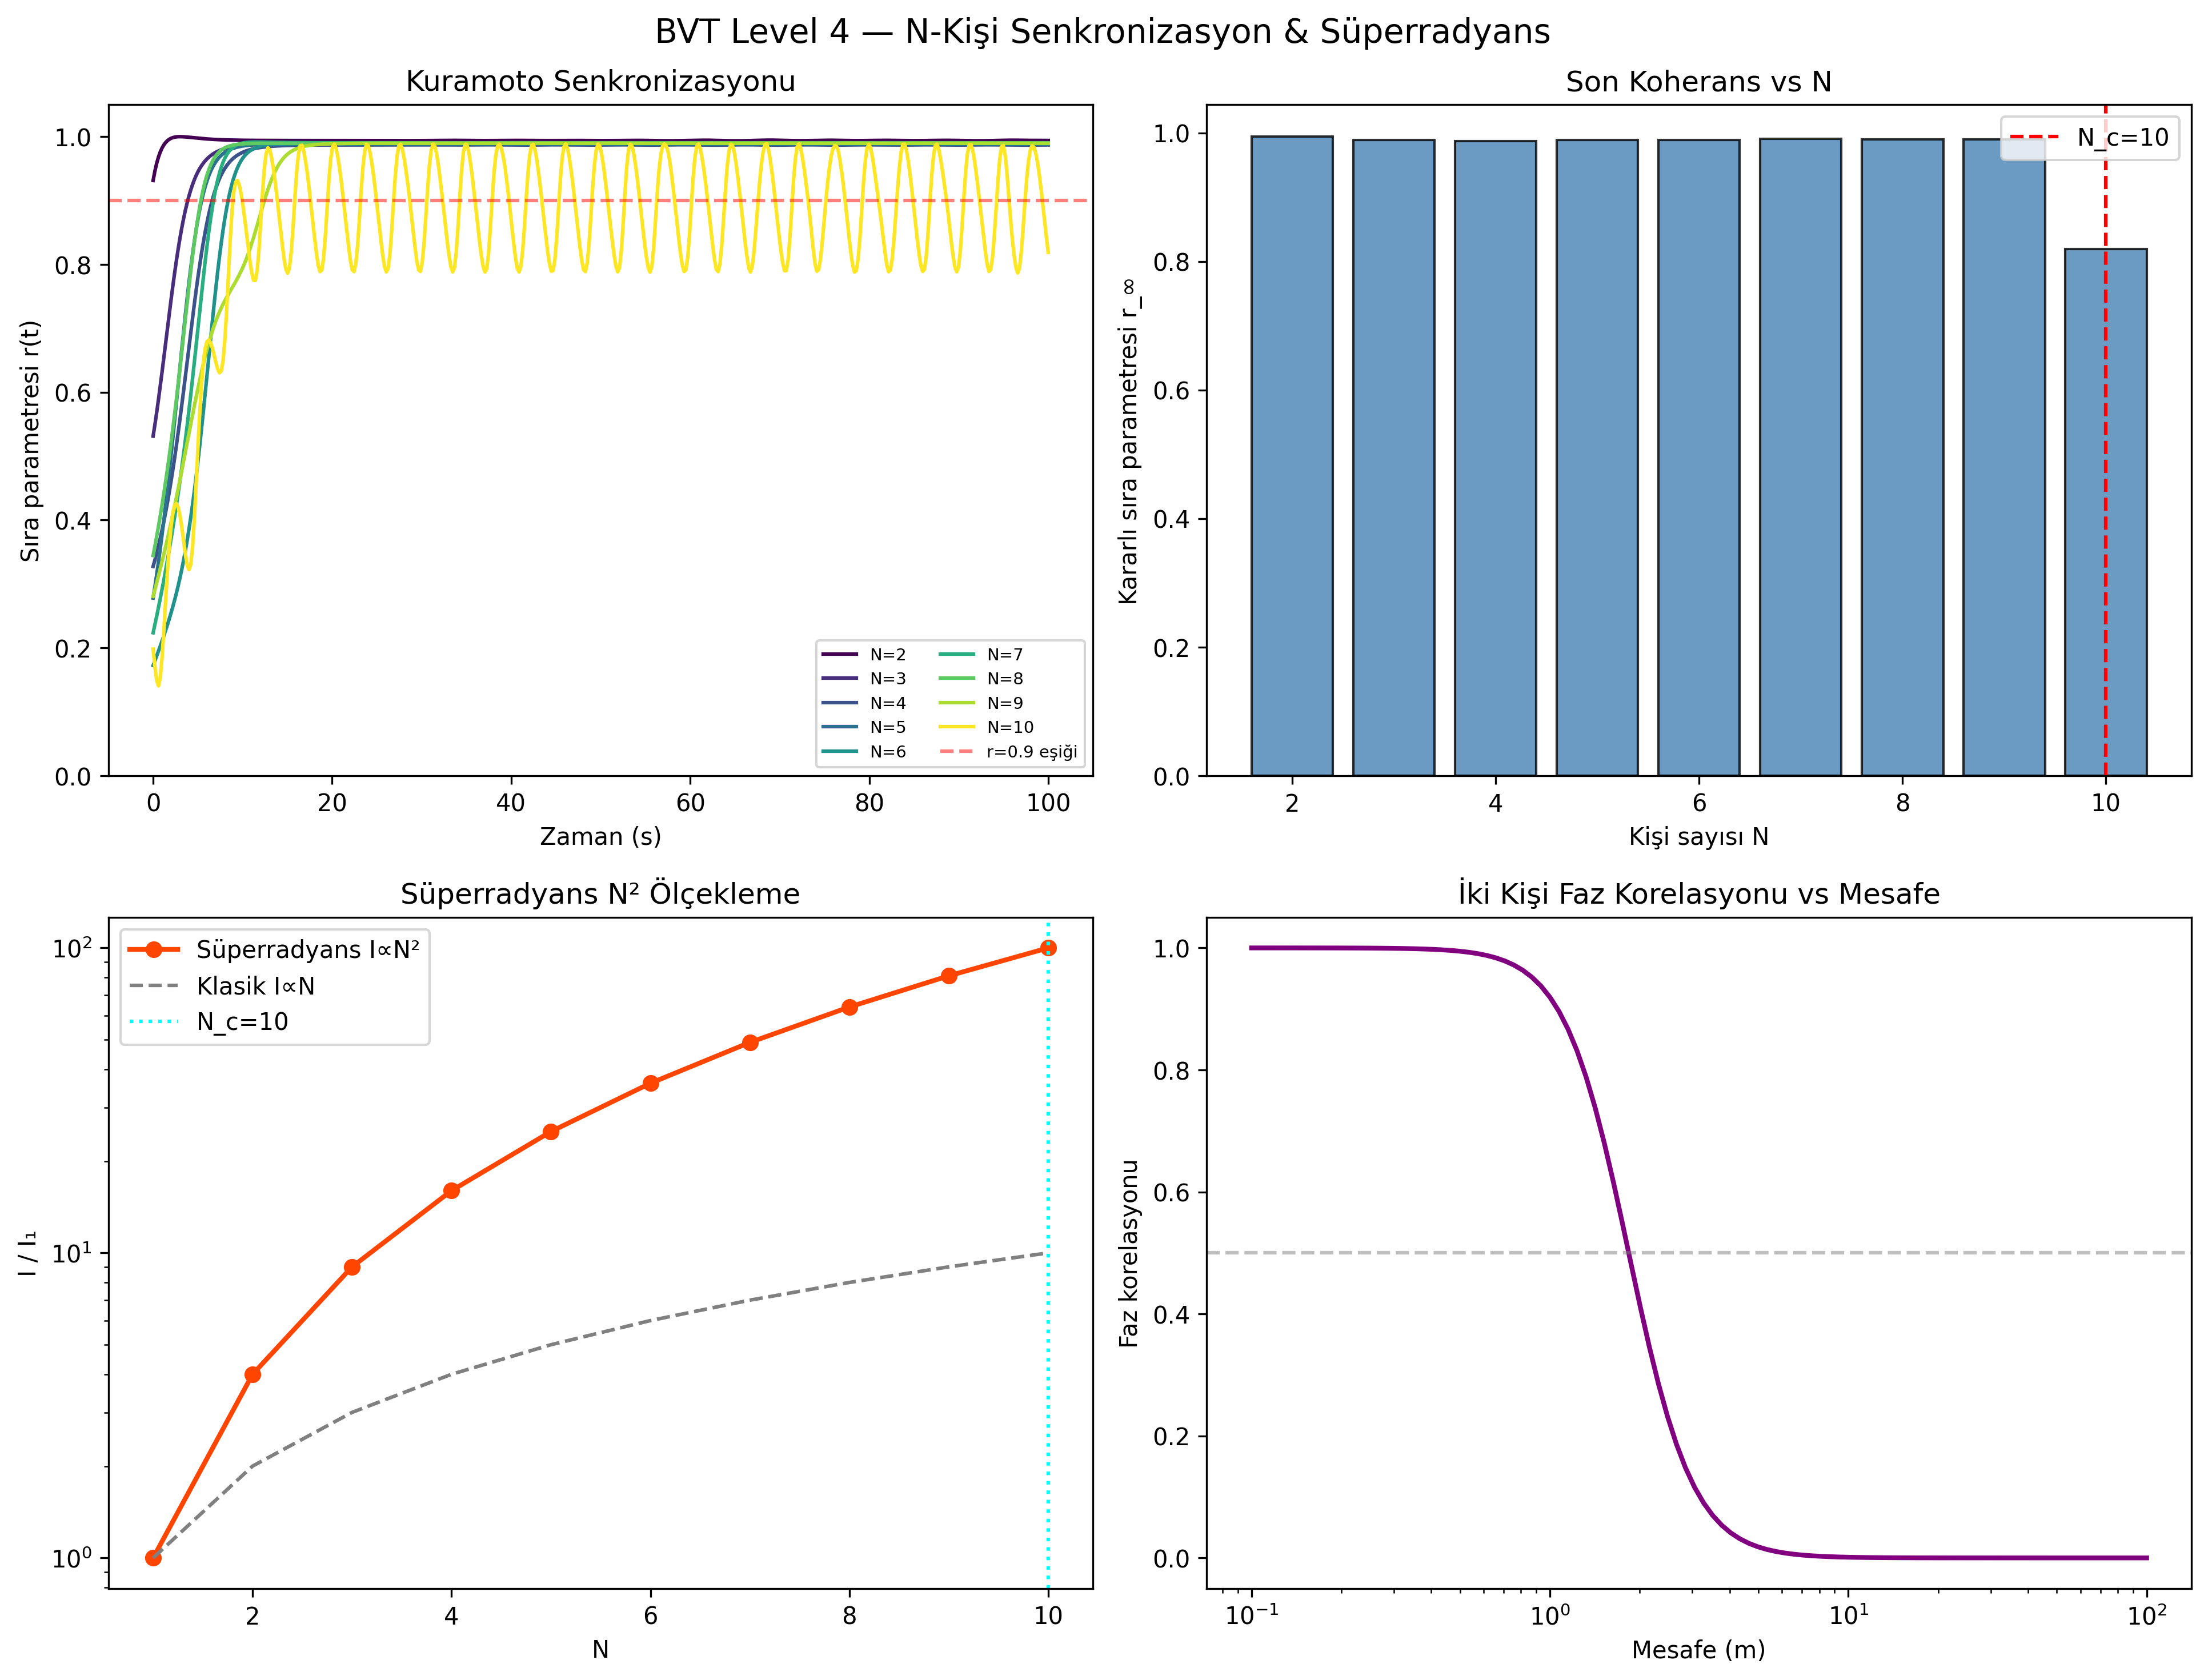 BVT Level 4 — N-Kişi Senkronizasyon & Süperradyans
Kuramoto Senkronizasyonu
Sıra parametresi r(t)
1.0
0.8
0.6
0.4
0.2
0.0
N=2
N=3
N=4
N=5
N=6
N=7
N=8
N=9
N=10
r=0.9 eşiği
0 20 40 60 80 100
Zaman (s)
Son Koherans vs N
Kararlı sıra parametresi r_∞
1.0
0.8
0.6
0.4
0.2
0.0
N_c=10
2 4 6 8 10
Kişi sayısı N
Süperradyans N² Ölçekleme
I / I₁
10²
10¹
10⁰
Süperradyans I∝N²
Klasik I∝N
N_c=10
2 4 6 8 10
N
İki Kişi Faz Korelasyonu vs Mesafe
Faz korelasyonu
1.0
0.8
0.6
0.4
0.2
0.0
10⁻¹ 10⁰ 10¹ 10²
Mesafe (m)